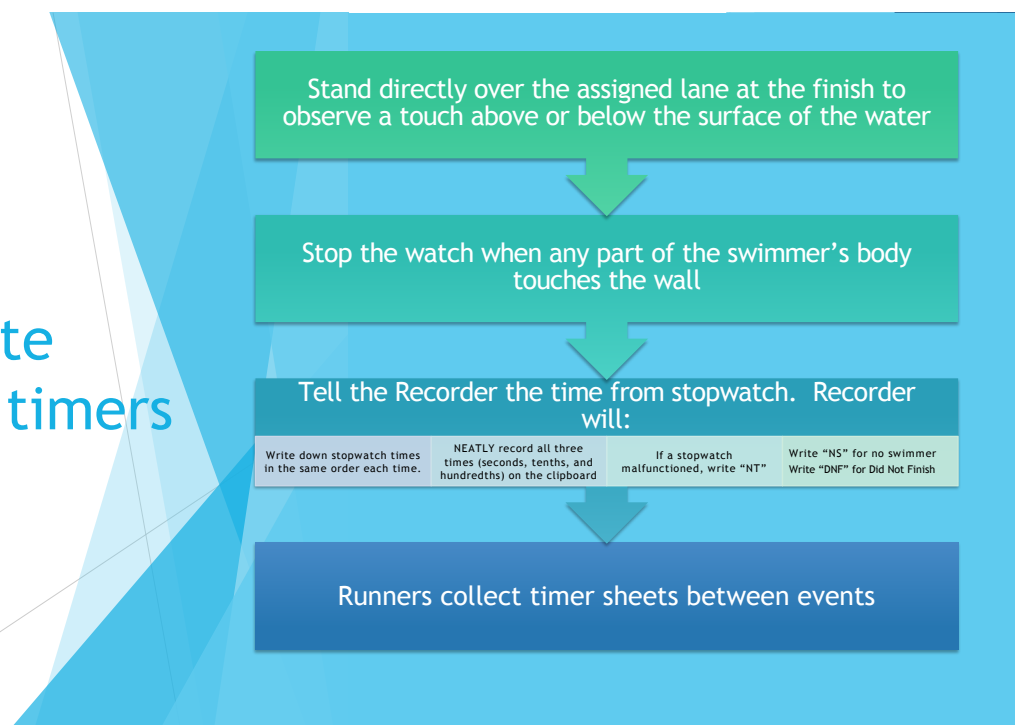 te
timers
Stand directly over the assigned lane at the finish to
observe a touch above or below the surface of the water
Stop the watch when any part of the swimmer’s body
touches the wall
Tell the Recorder the time from stopwatch.  Recorder
will:
Write down stopwatch times
in the same order each time.
NEATLY record all three
times (seconds, tenths, and
hundredths) on the clipboard
If a stopwatch
malfunctioned, write “NT”
Write “NS” for no swimmer
Write “DNF” for Did Not Finish
Runners collect timer sheets between events